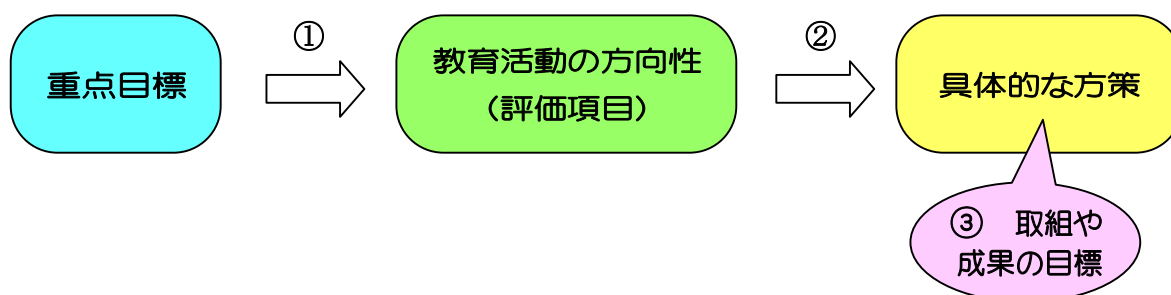 重点目標
①
教育活動の方向性
（評価項目）
②
具体的な方策
③　取組や
成果の目標